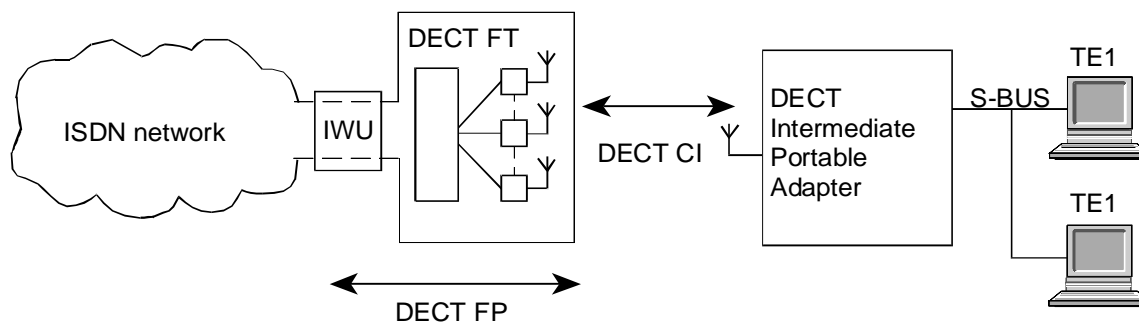 ISDN network
IWU
DECT FT
DECT FP
DECT CI
DECT
Intermediate
Portable
Adapter
S-BUS
TE1
TE1